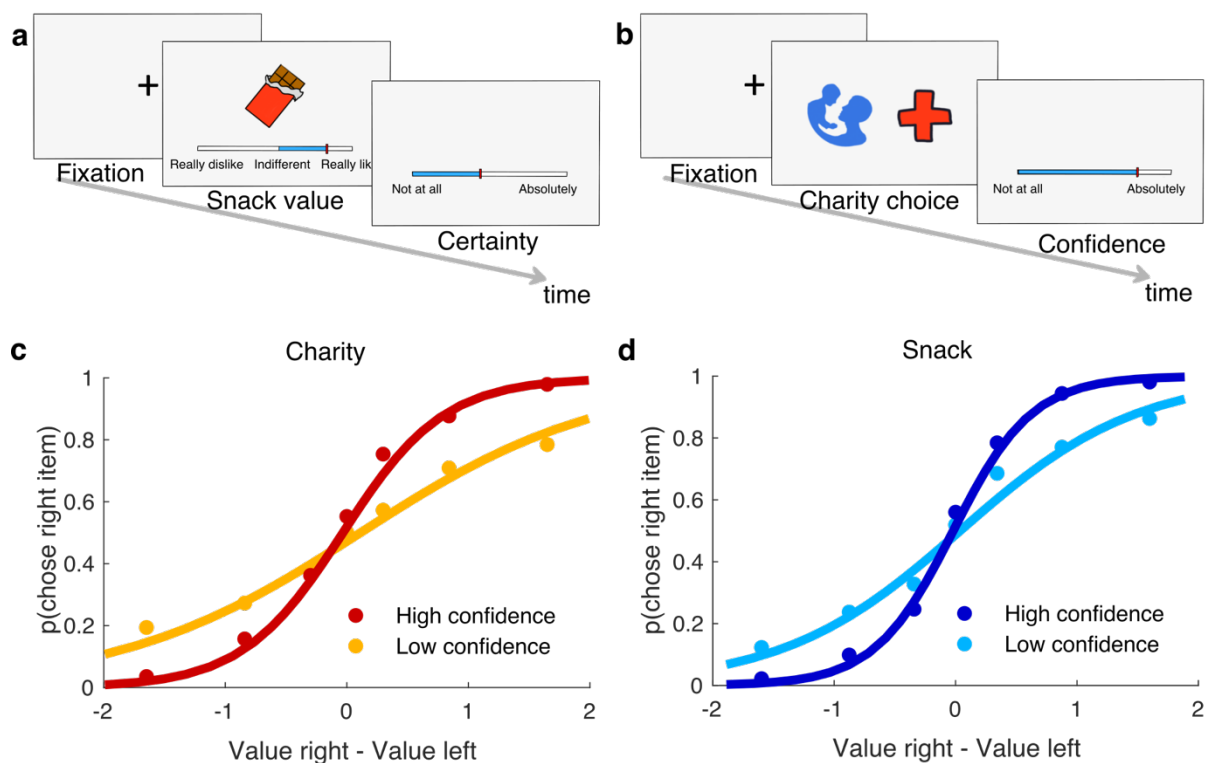 a
+
Really dislike Indifferent Really lik
Fixation
Snack value
Not at all Absolutely
Certainty
time
b
+
Fixation
Charity choice
Not at all Absolutely
Confidence
time
c
Charity
p(chose right item)
1
0.8
0.6
0.4
0.2
0
High confidence
Low confidence
-2 -1 0 1 2
Value right - Value left
d
Snack
p(chose right item)
1
0.8
0.6
0.4
0.2
0
High confidence
Low confidence
-2 -1 0 1 2
Value right - Value left